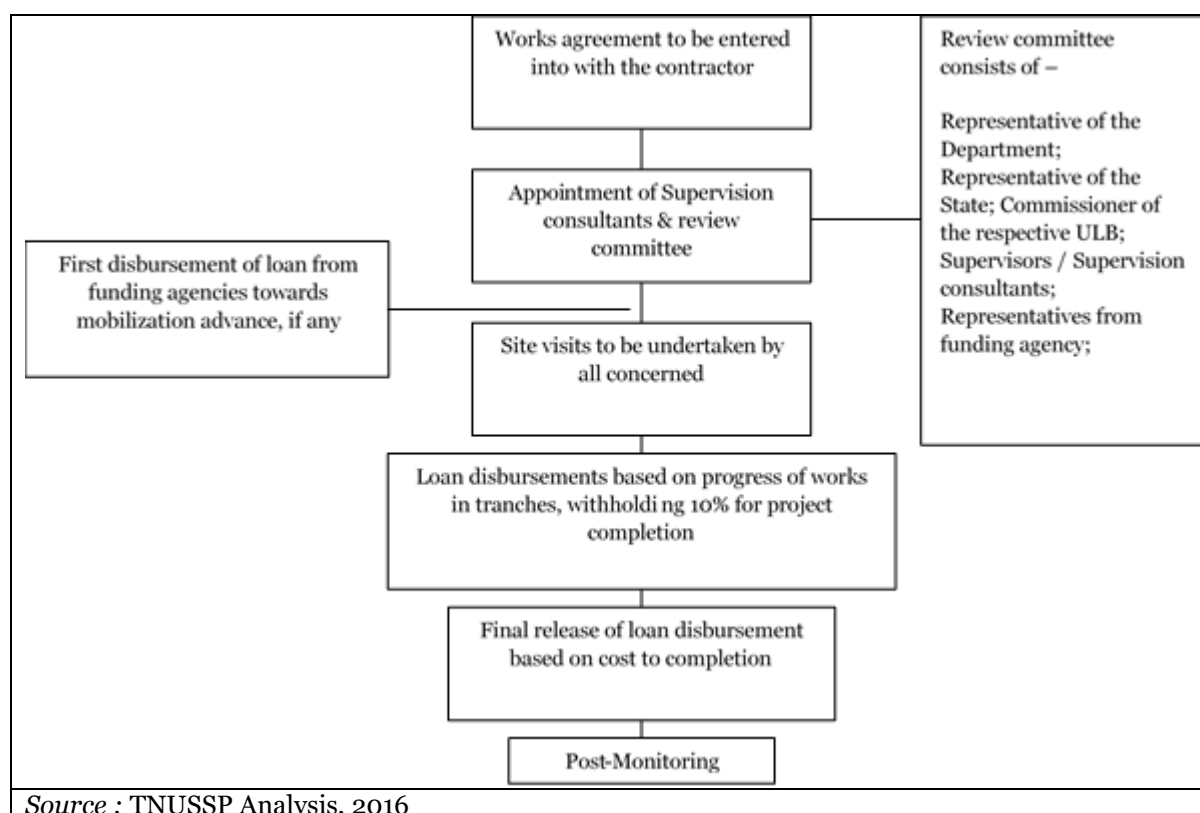 Works agreement to be entered
into with the contractor
Review committee
consists of –
Representative of the
Department;
Representative of the
State; Commissioner of
the respective ULB;
Supervisors / Supervision
consultants;
Representatives from
funding agency;
Appointment of Supervision
consultants & review
committee
First disbursement of loan from
funding agencies towards
mobilization advance, if any
Site visits to be undertaken by
all concerned
Loan disbursements based on progress of works
in tranches, withholding 10% for project
completion
Final release of loan disbursement
based on cost to completion
Post-Monitoring
Source : TNUSSP Analysis, 2016